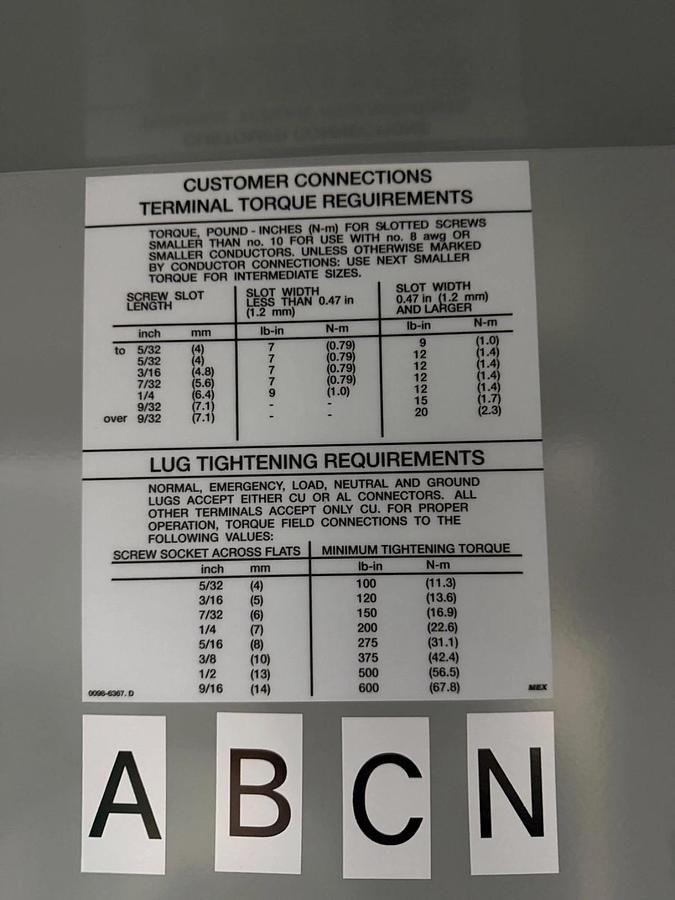 CUSTOMER CONNECTIONS
TERMINAL TORQUE REGUIREMENTS
TORQUE, POUND - INCHES (N-m) FOR SLOTTED SCREWS
SMALLER THAN no. 10 FOR USE WITH no. 8 awg OR
SMALLER CONDUCTORS. UNLESS OTHERWISE MARKED
BY CONDUCTOR CONNECTIONS: USE NEXT SMALLER
TORQUE FOR INTERMEDIATE SIZES.
SCREW SLOT LENGTH SLOT WIDTH LESS THAN 0.47 in (1.2 mm) SLOT WIDTH 0.47 in (1.2 mm) AND LARGER
inch mm lb-in N-m lb-in N-m
to 5/32 (4) 7 (0.79) 9 (1.0)
5/32 (4) 7 (0.79) 12 (1.4)
3/16 (4.8) 7 (0.79) 12 (1.4)
7/32 (5.6) 7 (0.79) 12 (1.4)
1/4 (6.4) 9 (1.0) 12 (1.4)
9/32 (7.1) - - 15 (1.7)
over 9/32 (7.1) - - 20 (2.3)
LUG TIGHTENING REQUIREMENTS
NORMAL, EMERGENCY, LOAD, NEUTRAL AND GROUND
LUGS ACCEPT EITHER CU OR AL CONNECTORS. ALL
OTHER TERMINALS ACCEPT ONLY CU. FOR PROPER
OPERATION, TORQUE FIELD CONNECTIONS TO THE
FOLLOWING VALUES:
SCREW SOCKET ACROSS FLATS MINIMUM TIGHTENING TORQUE
inch mm lb-in N-m
5/32 (4) 100 (11.3)
3/16 (5) 120 (13.6)
7/32 (6) 150 (16.9)
1/4 (7) 200 (22.6)
5/16 (8) 275 (31.1)
3/8 (10) 375 (42.4)
1/2 (13) 500 (56.5)
9/16 (14) 600 (67.8)
0098-6367. D MEX
A B C N